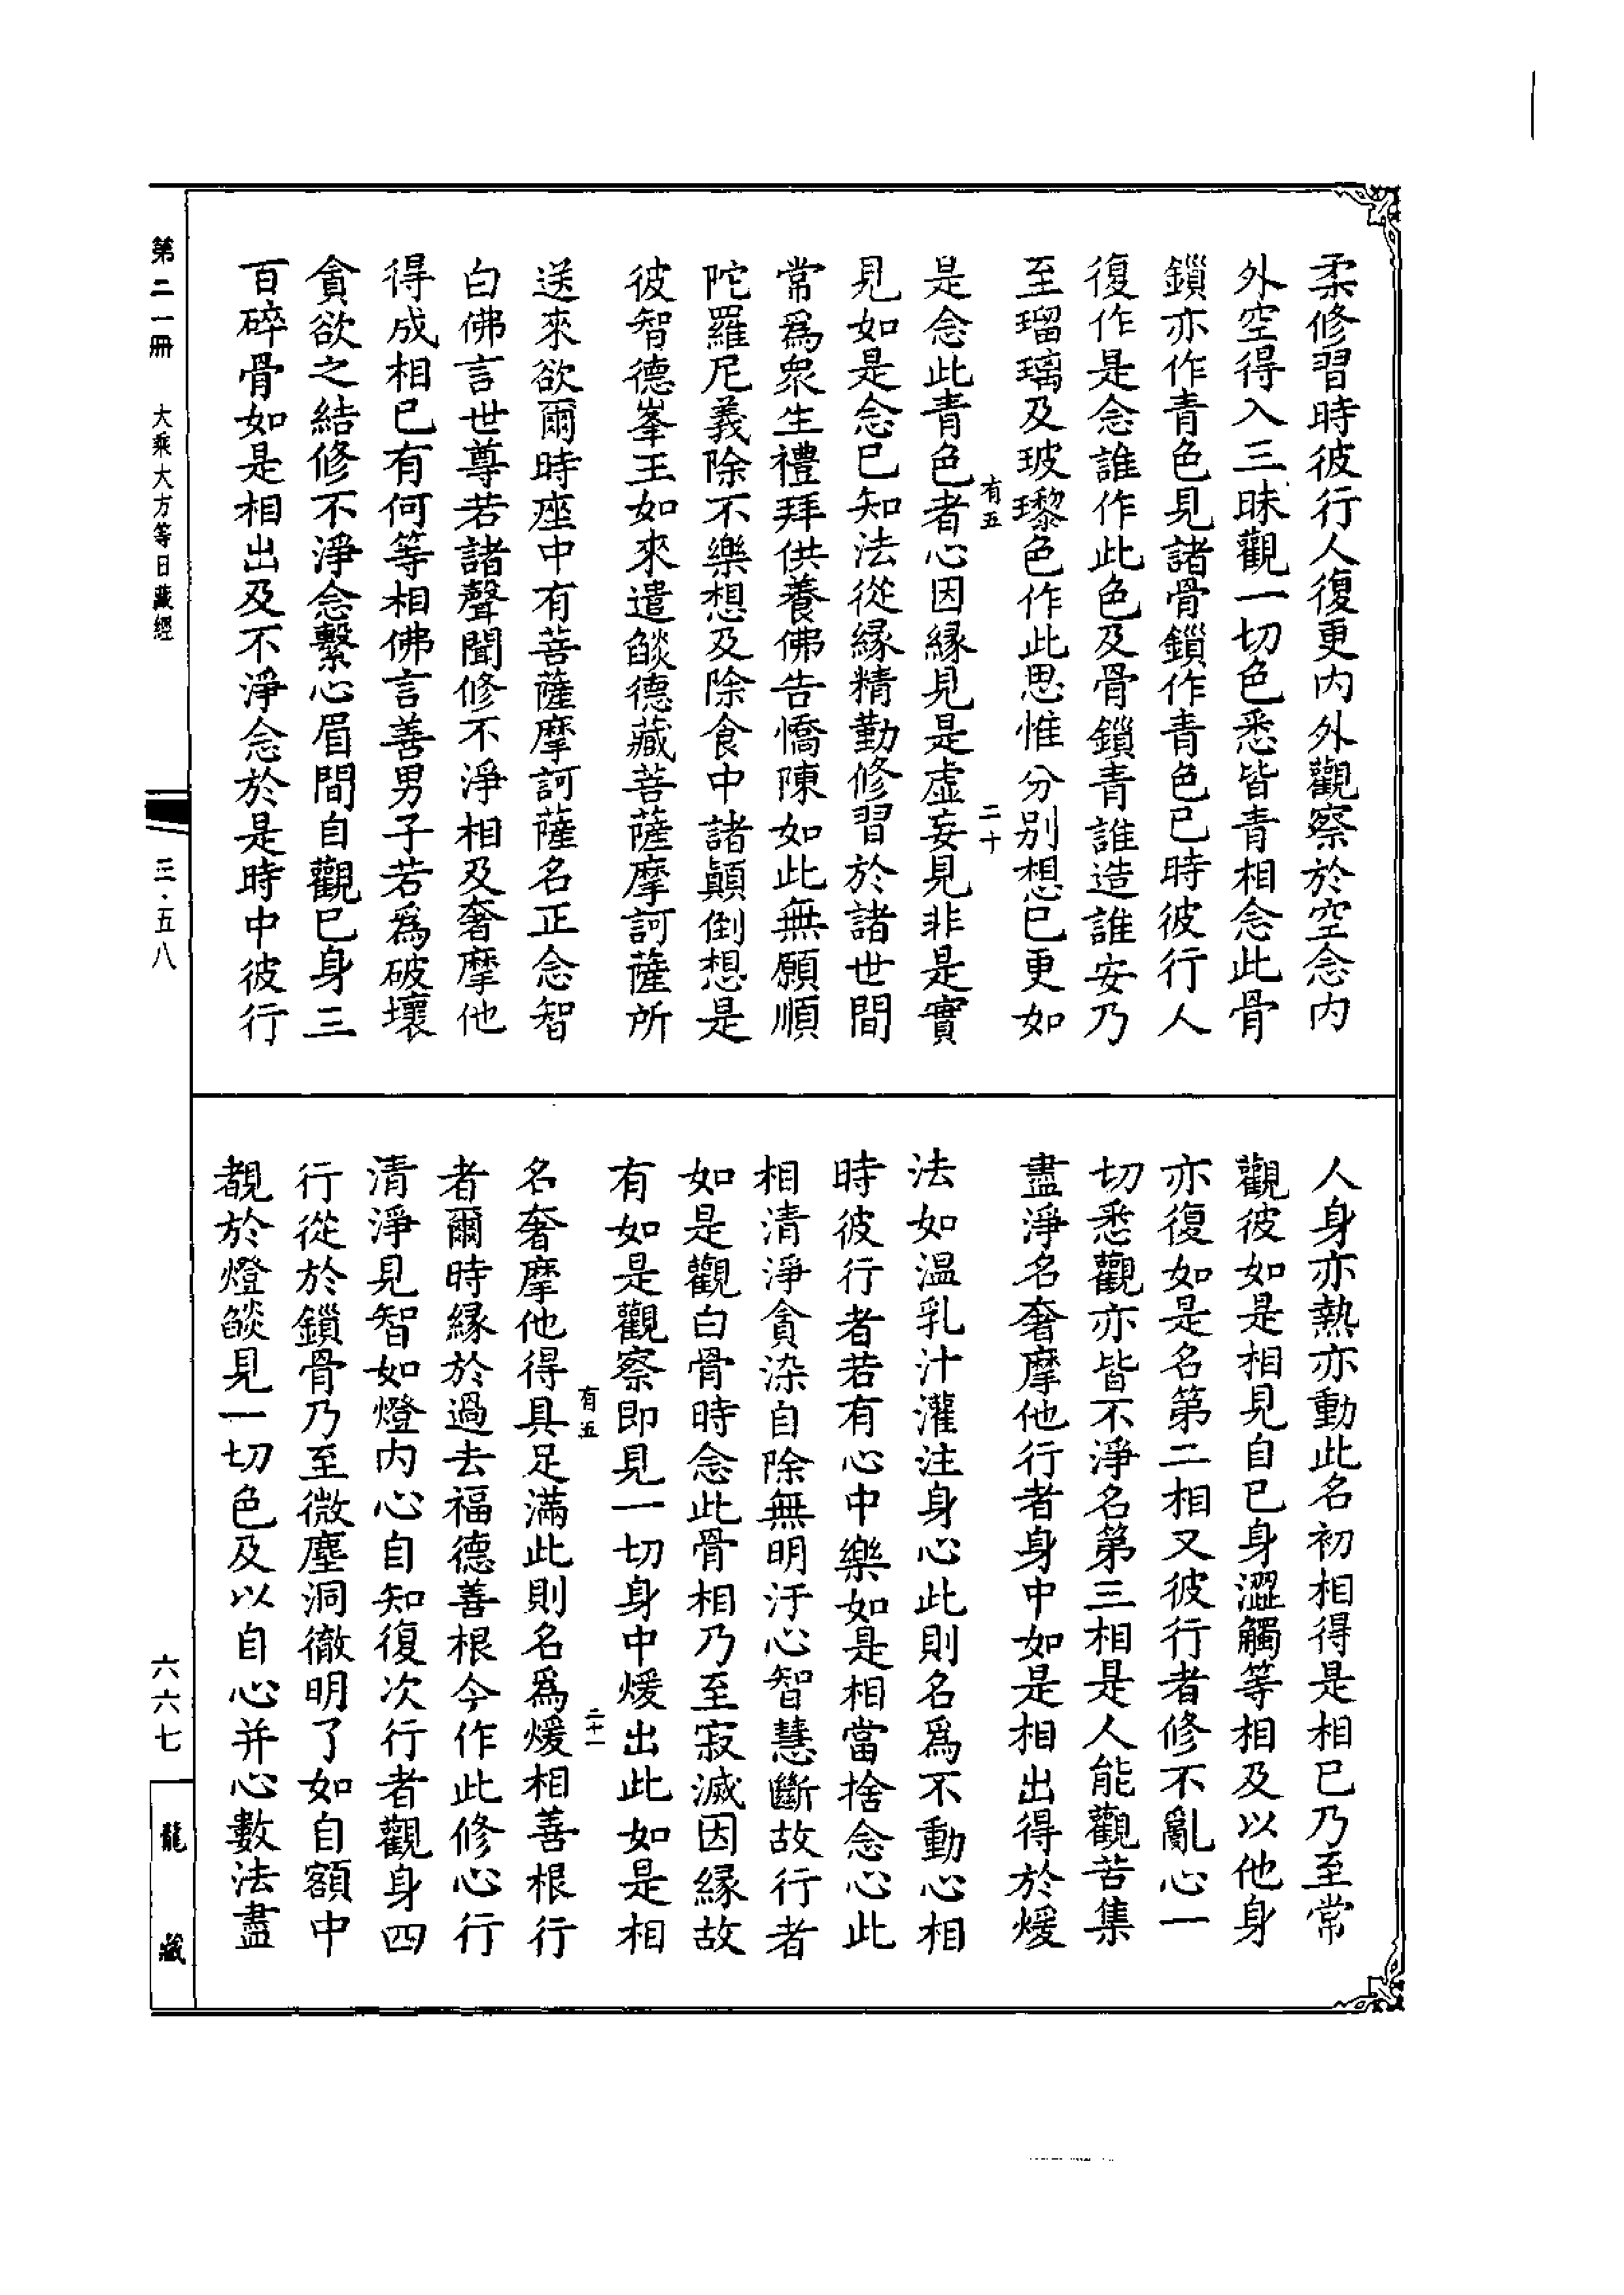 柔修習時彼行人復更内外觀察於空念内
外空得入三昧觀一切色悉皆青相念此骨
鎖亦作青色見諸骨鎖作青色已時彼行人
復作是念誰作此色及骨鎖青誰造誰安乃
至瑠璃及玻瓈色作此思惟分别想已更如
有五 二十
是念此青色者心因緣見是虛妄見非是實
見如是念已知法從緣精勤修習於諸世間
常爲衆生禮拜供養佛告憍陳如此無願順
陀羅尼義除不樂想及除食中諸顛倒想是
彼智德峯王如來遣燄德藏菩薩摩訶薩所
送來欲爾時座中有菩薩摩訶薩名正念智
白佛言世尊若諸聲聞修不淨相及奢摩他
得成相已有何等相佛言善男子若爲破壞
貪欲之結修不淨念繫心眉間自觀已身三
百碎骨如是相出及不淨念於是時中彼行
人身亦熱亦動此名初相得是相已乃至常
觀彼如是相見自已身澀觸等相及以他身
亦復如是名第二相又彼行者修不亂心一
切悉觀亦皆不淨名第三相是人能觀苦集
盡淨名奢摩他行者身中如是相出得於煖
法如温乳汁灌注身心此則名爲不動心相
時彼行者若有心中樂如是相當捨念心此
相清淨貪染自除無明汙心智慧斷故行者
如是觀白骨時念此骨相乃至寂滅因緣故
有如是觀察即見一切身中煖出此如是相
有五 二十一
名奢摩他得具足滿此則名爲煖相善根行
者爾時緣於過去福德善根今作此修心行
清淨見智如燈内心自知復次行者觀身四
行從於鎖骨乃至微塵洞徹明了如自額中
覩於燈燄見一切色及以自心并心數法盡
第二一册 大乘大方等日藏經 三·五八 六六七 龍藏